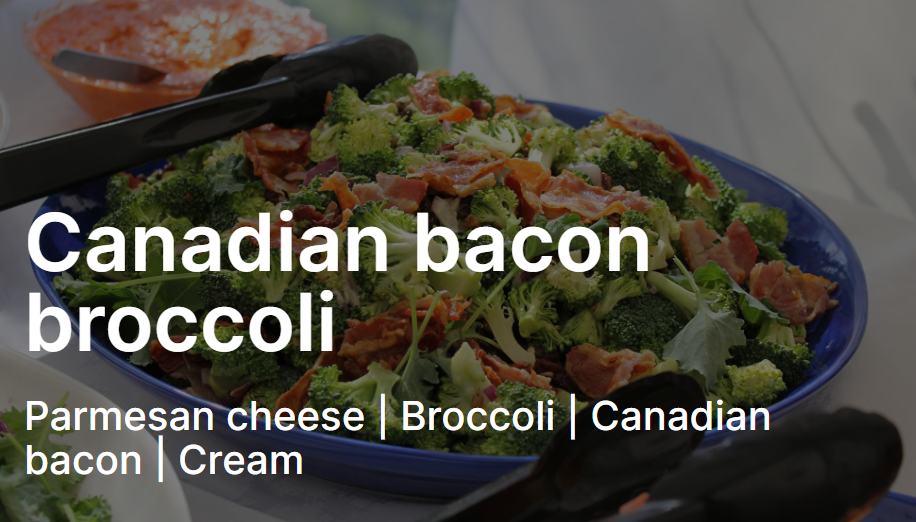 Canadian bacon
broccoli
Parmesan cheese | Broccoli | Canadian
bacon | Cream